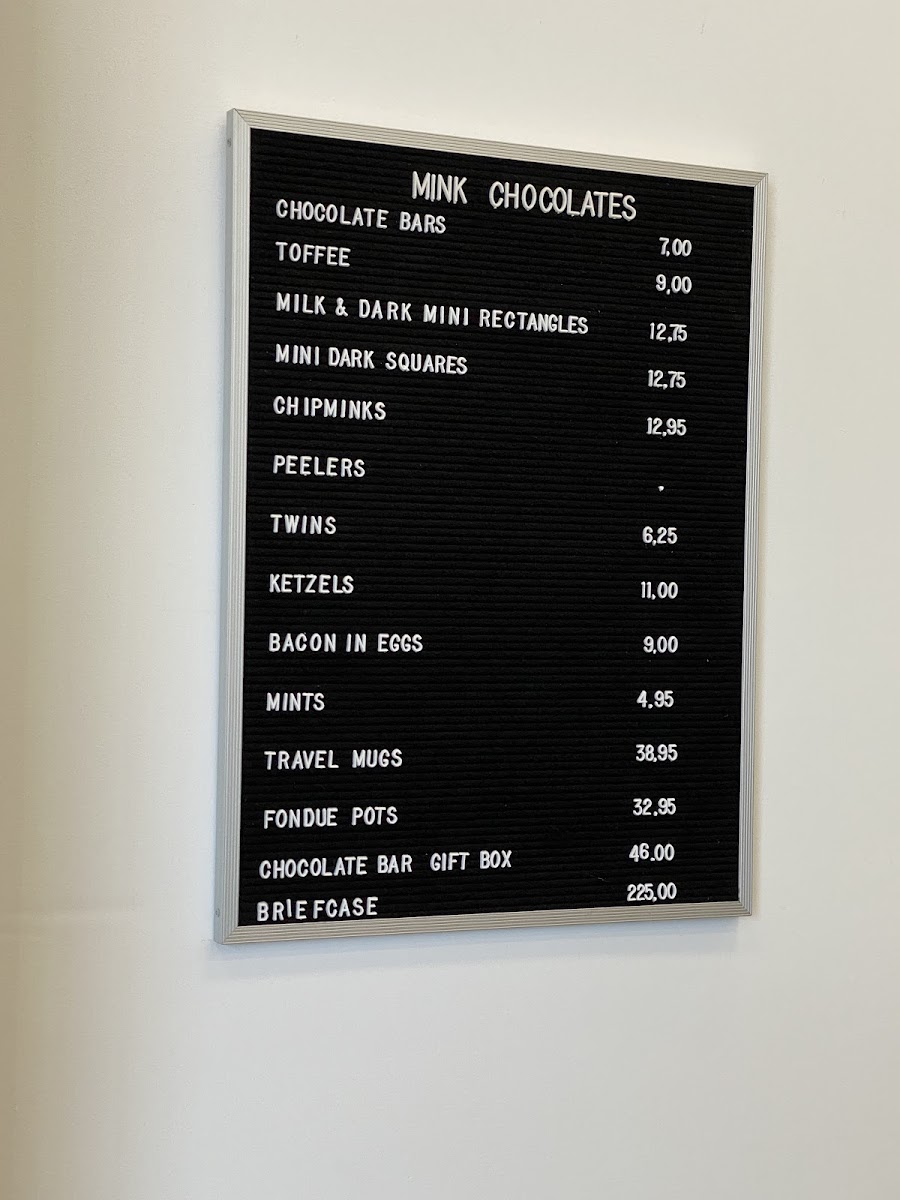 MINK CHOCOLATES
CHOCOLATE BARS 7,00
TOFFEE 9,00
MILK & DARK MINI RECTANGLES 12,75
MINI DARK SQUARES 12,75
CHIPMINKS 12,95
PEELERS .
TWINS 6,25
KETZELS 11,00
BACON IN EGGS 9,00
MINTS 4,95
TRAVEL MUGS 38,95
FONDUE POTS 32,95
CHOCOLATE BAR GIFT BOX 46.00
BRIEFCASE 225,00